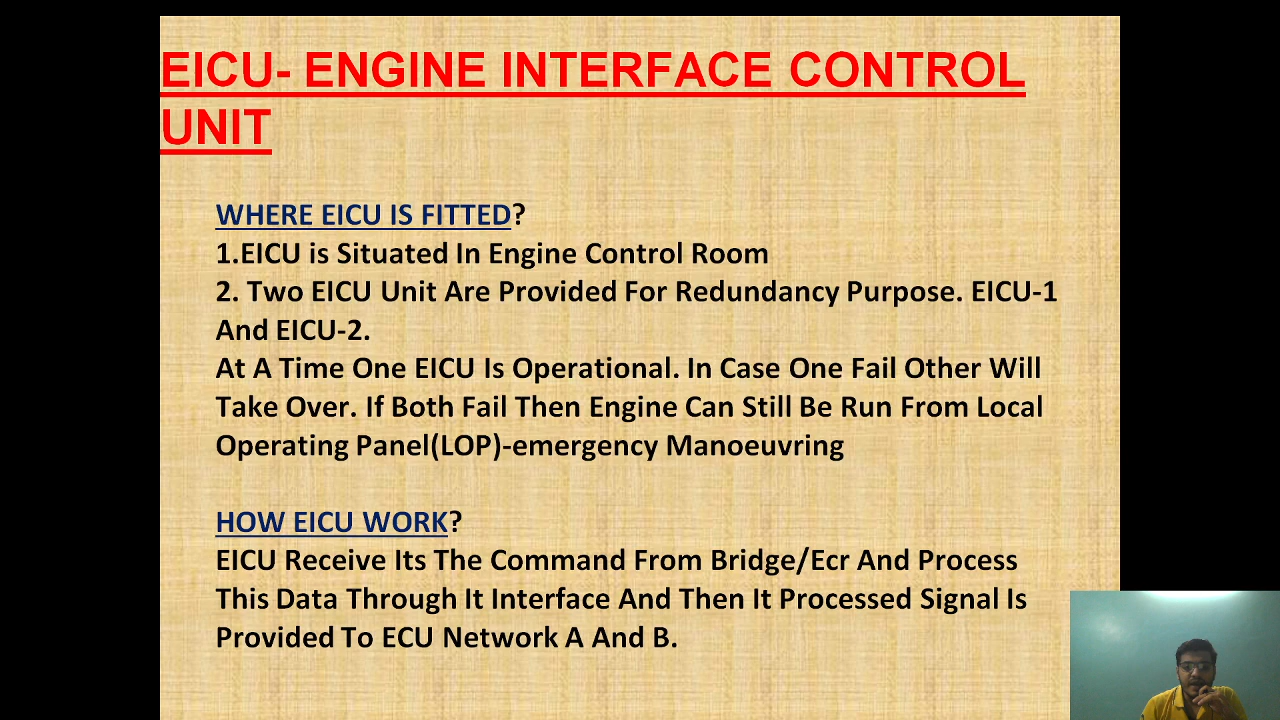 EICU- ENGINE INTERFACE CONTROL
UNIT
WHERE EICU IS FITTED?
1.EICU is Situated In Engine Control Room
2. Two EICU Unit Are Provided For Redundancy Purpose. EICU-1
And EICU-2.
At A Time One EICU Is Operational. In Case One Fail Other Will
Take Over. If Both Fail Then Engine Can Still Be Run From Local
Operating Panel(LOP)-emergency Manoeuvring
HOW EICU WORK?
EICU Receive Its The Command From Bridge/Ecr And Process
This Data Through It Interface And Then It Processed Signal Is
Provided To ECU Network A And B.